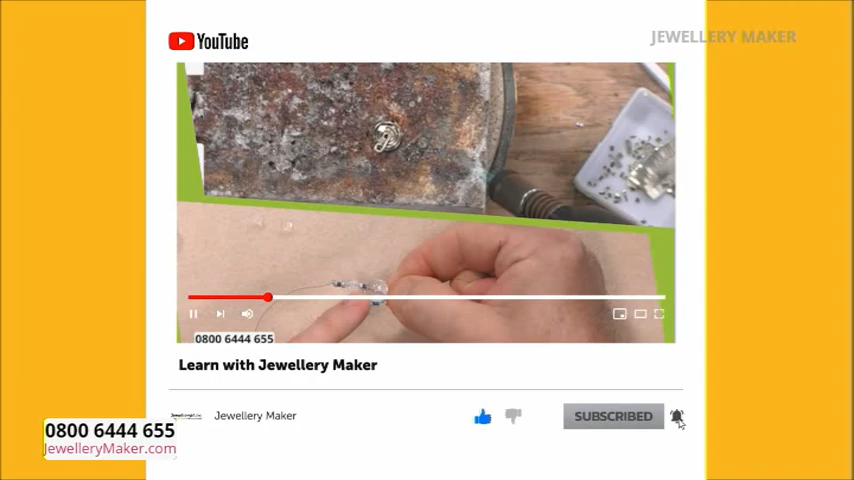 YouTube
JEWELLERY MAKER
0800 6444 655
Learn with Jewellery Maker
Jewellery Maker
SUBSCRIBED
0800 6444 655
JewelleryMaker.com